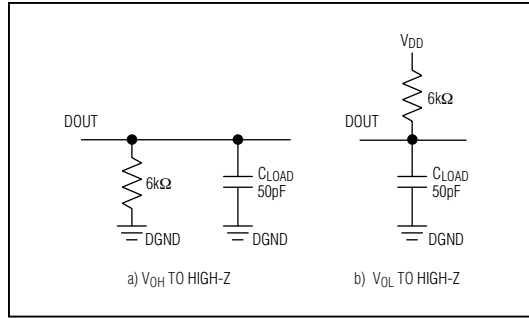 DOUT
6kΩ
CLOAD
50pF
DGND
DGND
a) VOH TO HIGH-Z
VDD
6kΩ
DOUT
CLOAD
50pF
DGND
b) VOL TO HIGH-Z